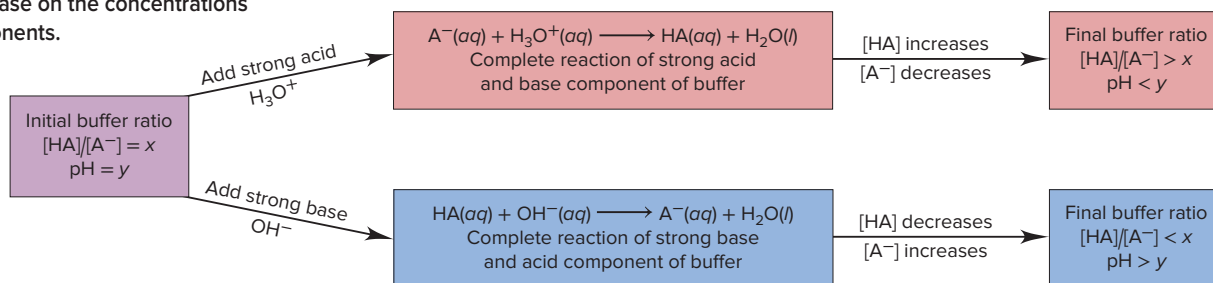 ase on the concentrations
onents.
Initial buffer ratio
[HA]/[A⁻] = x
pH = y
Add strong acid
H₃O⁺
A⁻(aq) + H₃O⁺(aq) ⟶ HA(aq) + H₂O(l)
Complete reaction of strong acid
and base component of buffer
[HA] increases
[A⁻] decreases
Final buffer ratio
[HA]/[A⁻] > x
pH < y
Add strong base
OH⁻
HA(aq) + OH⁻(aq) ⟶ A⁻(aq) + H₂O(l)
Complete reaction of strong base
and acid component of buffer
[HA] decreases
[A⁻] increases
Final buffer ratio
[HA]/[A⁻] < x
pH > y